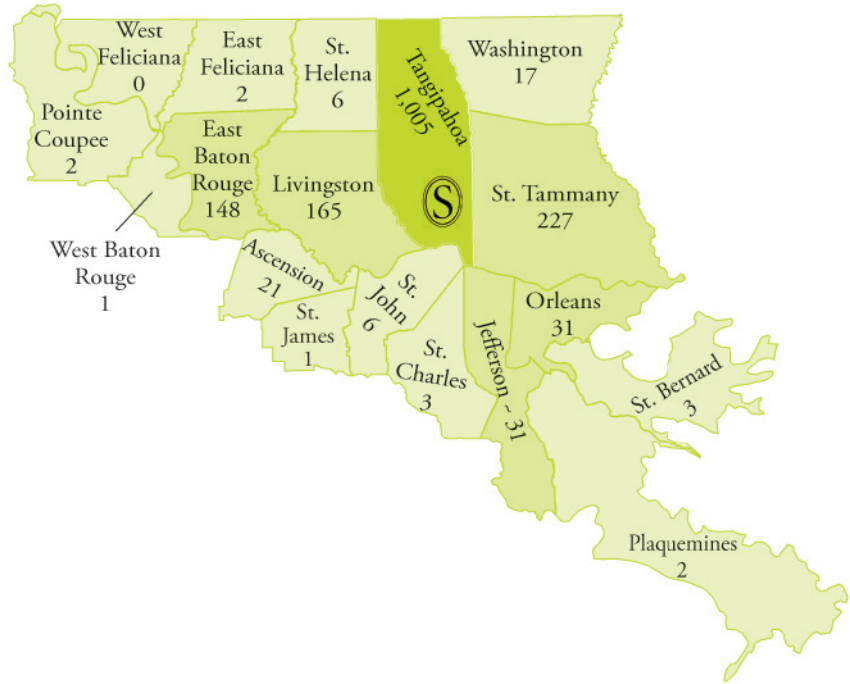 West
Feliciana
0
East
Feliciana
2
St.
Helena
6
Tangipahoa
1,005
Washington
17
Pointe
Coupee
2
East
Baton
Rouge
148
Livingston
165
S
St. Tammany
227
West Baton
Rouge
1
Ascension
21
St.
James
1
St.
John
6
St.
Charles
3
Jefferson ~ 31
Orleans
31
St. Bernard
3
Plaquemines
2